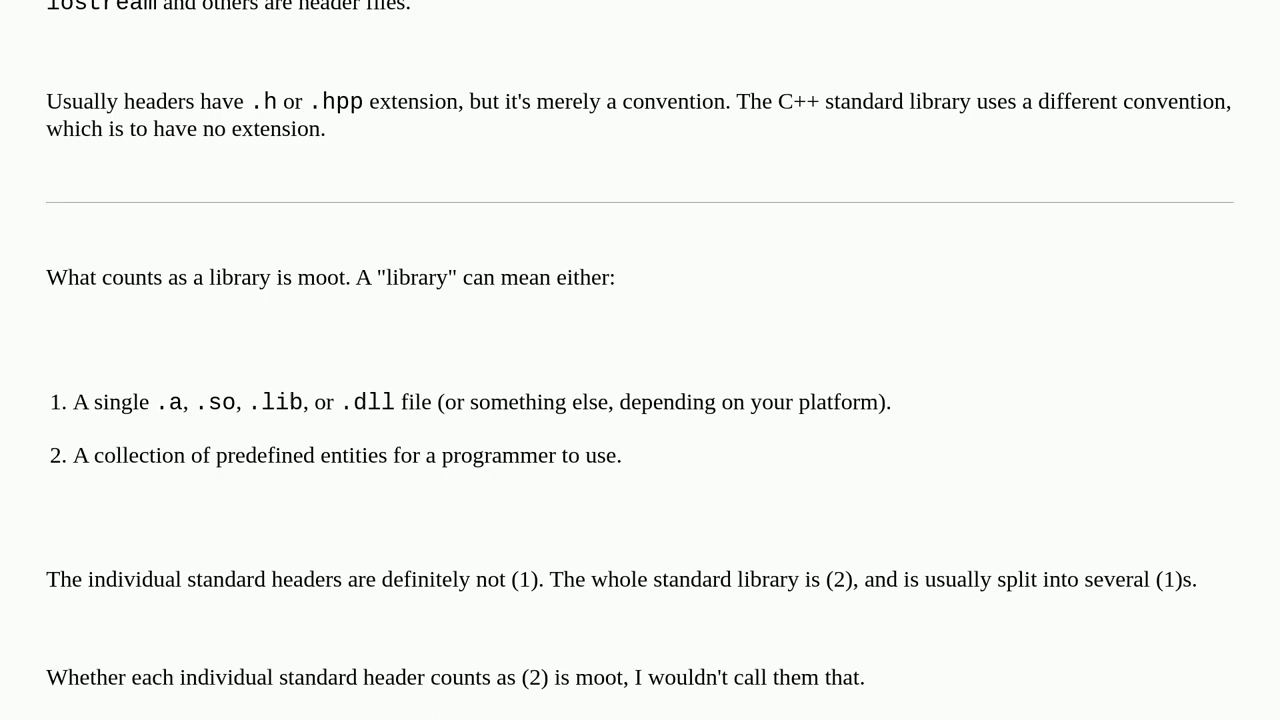 iostream and others are header files.
Usually headers have .h or .hpp extension, but it's merely a convention. The C++ standard library uses a different convention,
which is to have no extension.
What counts as a library is moot. A "library" can mean either:
1. A single .a, .so, .lib, or .dll file (or something else, depending on your platform).
2. A collection of predefined entities for a programmer to use.
The individual standard headers are definitely not (1). The whole standard library is (2), and is usually split into several (1)s.
Whether each individual standard header counts as (2) is moot, I wouldn't call them that.